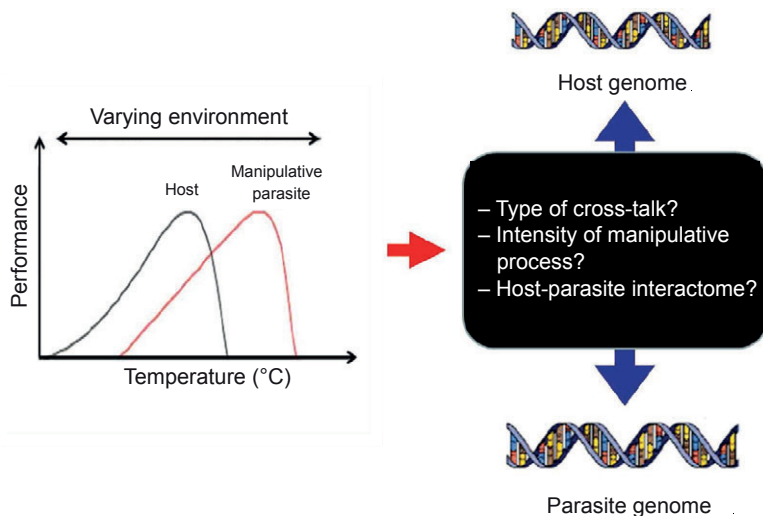 Host genome
Varying environment
Host
Manipulative
parasite
Performance
Temperature (°C)
– Type of cross-talk?
– Intensity of manipulative
process?
– Host-parasite interactome?
Parasite genome